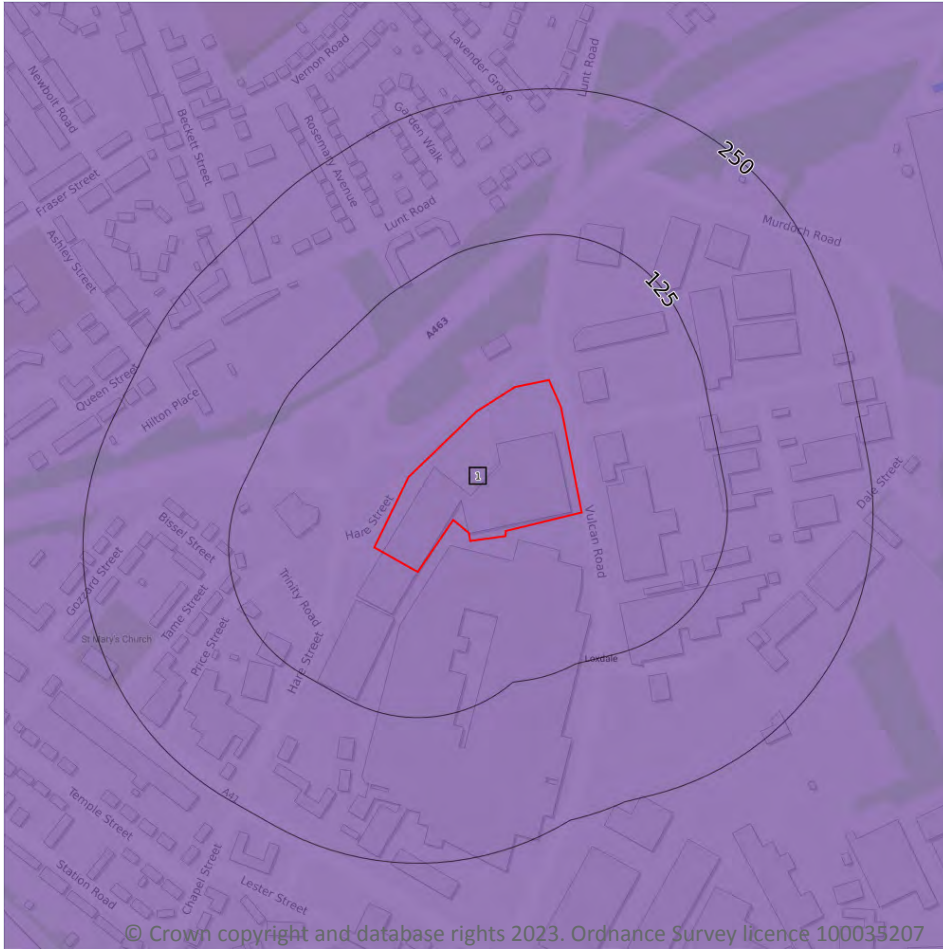 Vernon Road
Lavender Grove
Lunt Road
Newbolt Road
Beckett Street
Rosemary Avenue
Garden Walk
250
Fraser Street
Lunt Road
Murdoch Road
Ashley Street
125
A463
Queen Street
Hilton Place
1
Dale Street
Hare Street
Vulcan Road
Bissel Street
Gozzard Street
Tame Street
Trinity Road
St Mary's Church
Price Street
Hare Street
Loxdale
A41
Temple Street
Station Road
Chapel Street
Lester Street
© Crown copyright and database rights 2023. Ordnance Survey licence 100035207